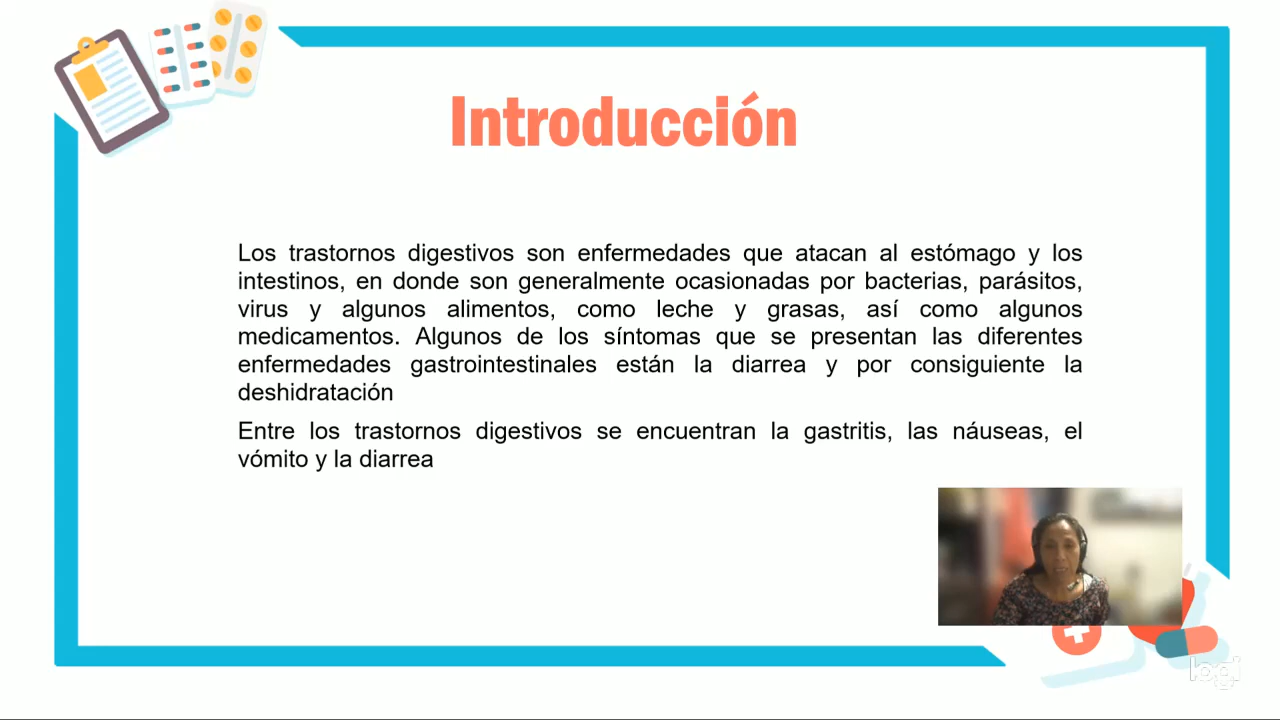 Introducción
Los trastornos digestivos son enfermedades que atacan al estómago y los
intestinos, en donde son generalmente ocasionadas por bacterias, parásitos,
virus y algunos alimentos, como leche y grasas, así como algunos
medicamentos. Algunos de los síntomas que se presentan las diferentes
enfermedades gastrointestinales están la diarrea y por consiguiente la
deshidratación
Entre los trastornos digestivos se encuentran la gastritis, las náuseas, el
vómito y la diarrea
logi